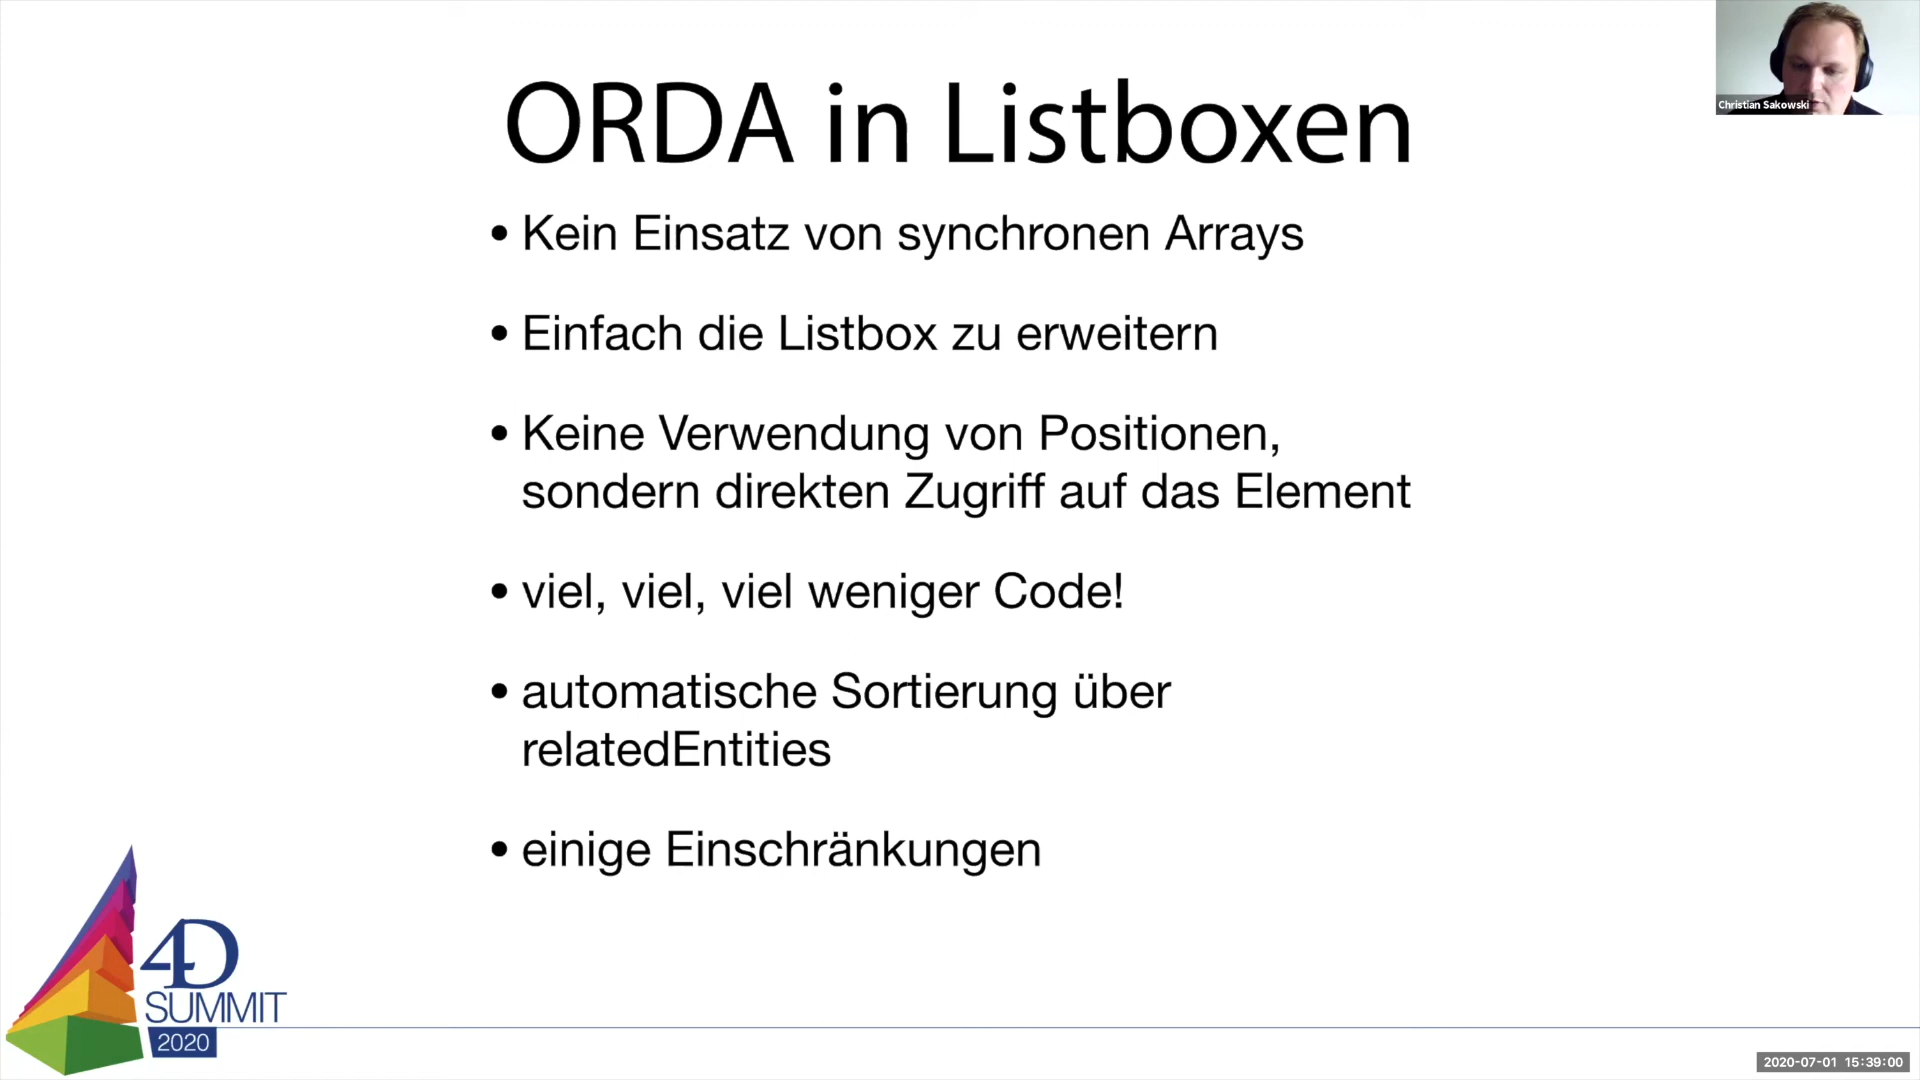 ORDA in Listboxen
Christian Sakowski
• Kein Einsatz von synchronen Arrays
• Einfach die Listbox zu erweitern
• Keine Verwendung von Positionen,
sondern direkten Zugriff auf das Element
• viel, viel, viel weniger Code!
• automatische Sortierung über
relatedEntities
• einige Einschränkungen
4D
SUMMIT
2020
2020-07-01 15:39:00